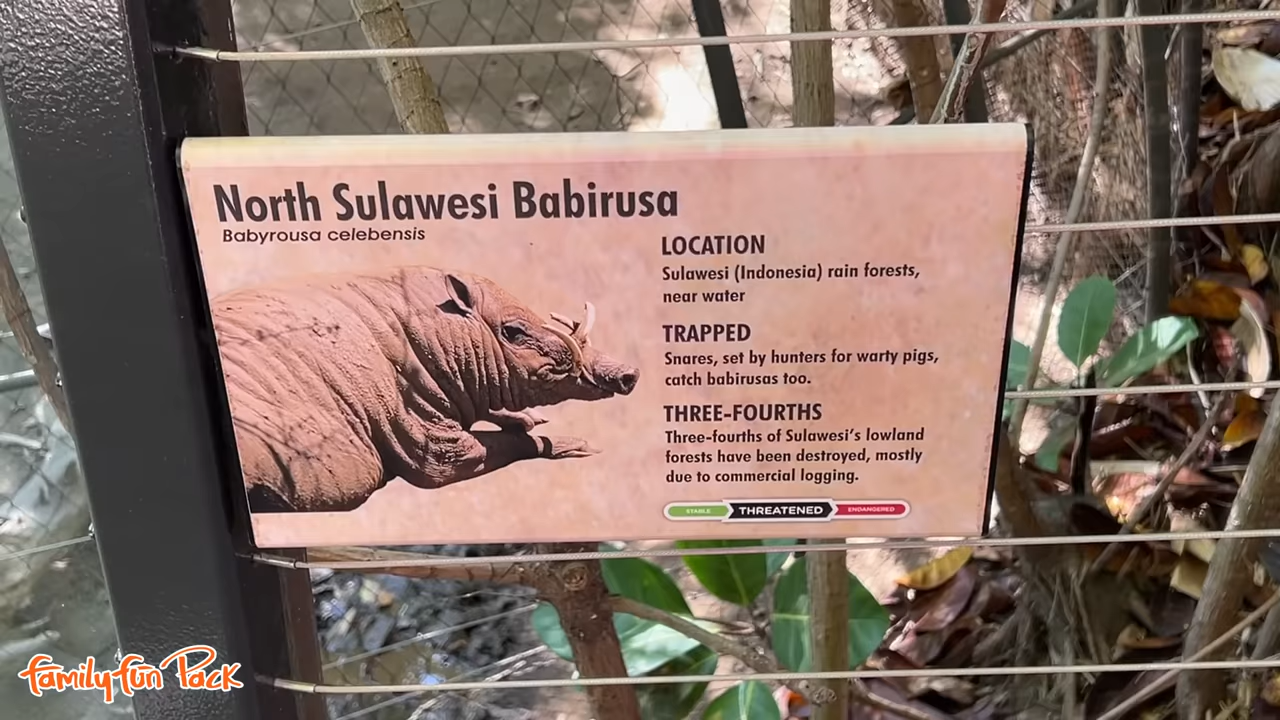 North Sulawesi Babirusa
Babyrousa celebensis
LOCATION
Sulawesi (Indonesia) rain forests,
near water
TRAPPED
Snares, set by hunters for warty pigs,
catch babirusas too.
THREE-FOURTHS
Three-fourths of Sulawesi's lowland
forests have been destroyed, mostly
due to commercial logging.
STABLE THREATENED ENDANGERED
family fun Pack